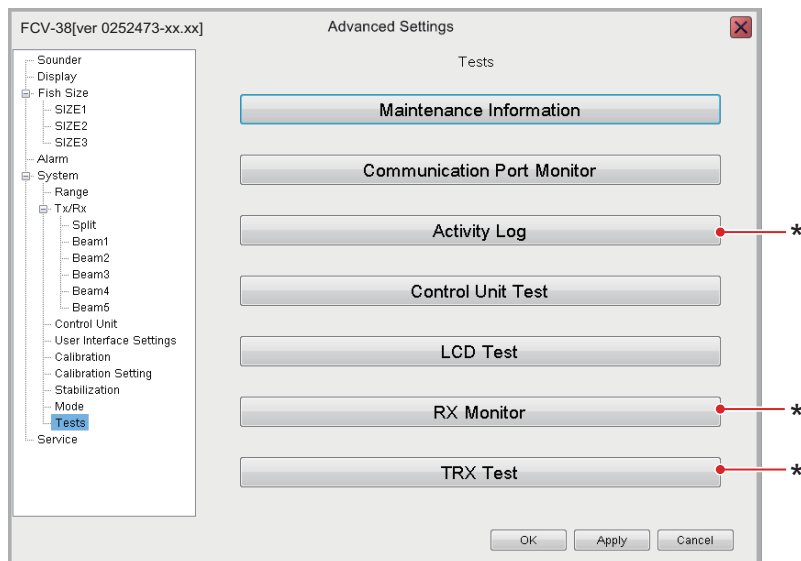 FCV-38[ver 0252473-xx.xx]
Advanced Settings
Sounder
Display
Fish Size
SIZE1
SIZE2
SIZE3
Alarm
System
Range
Tx/Rx
Split
Beam1
Beam2
Beam3
Beam4
Beam5
Control Unit
User Interface Settings
Calibration
Calibration Setting
Stabilization
Mode
Tests
Service
Tests
Maintenance Information
Communication Port Monitor
Activity Log *
Control Unit Test
LCD Test
RX Monitor *
TRX Test *
OK Apply Cancel